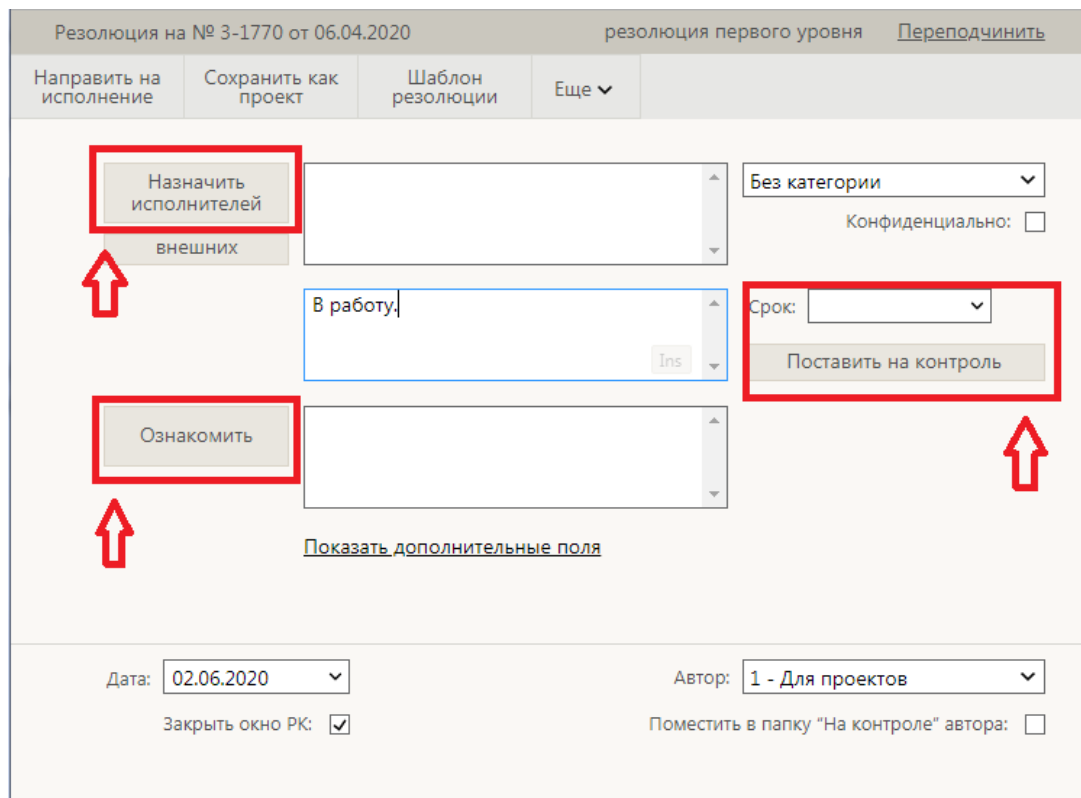 Резолюция на № 3-1770 от 06.04.2020 резолюция первого уровня Переподчинить
Направить на исполнение Сохранить как проект Шаблон резолюции Еще
Назначить исполнителей
Без категории
Конфиденциально:
внешних
В работу.
Ins
Срок:
Поставить на контроль
Ознакомить
Показать дополнительные поля
Дата: 02.06.2020 Автор: 1 - Для проектов
Закрыть окно РК: Поместить в папку "На контроле" автора: